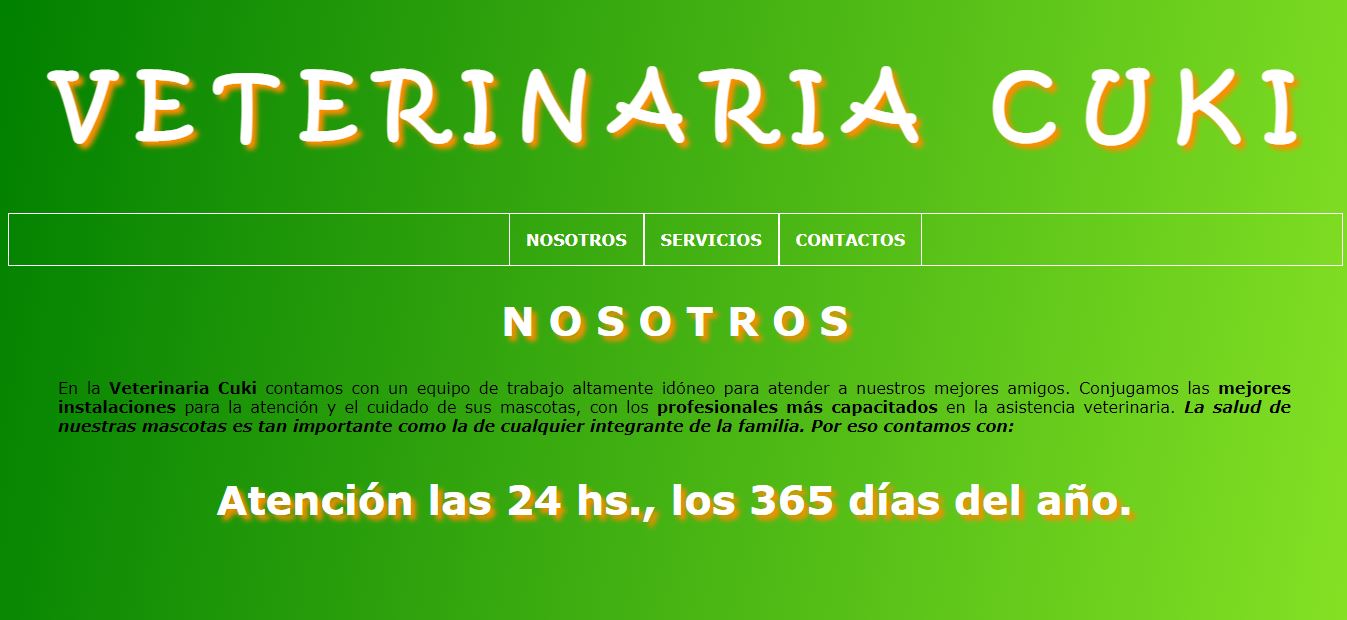 VETERINARIA CUKI
NOSOTROS SERVICIOS CONTACTOS
NOSOTROS
En la Veterinaria Cuki contamos con un equipo de trabajo altamente idóneo para atender a nuestros mejores amigos. Conjugamos las mejores
instalaciones para la atención y el cuidado de sus mascotas, con los profesionales más capacitados en la asistencia veterinaria. La salud de
nuestras mascotas es tan importante como la de cualquier integrante de la familia. Por eso contamos con:
Atención las 24 hs., los 365 días del año.